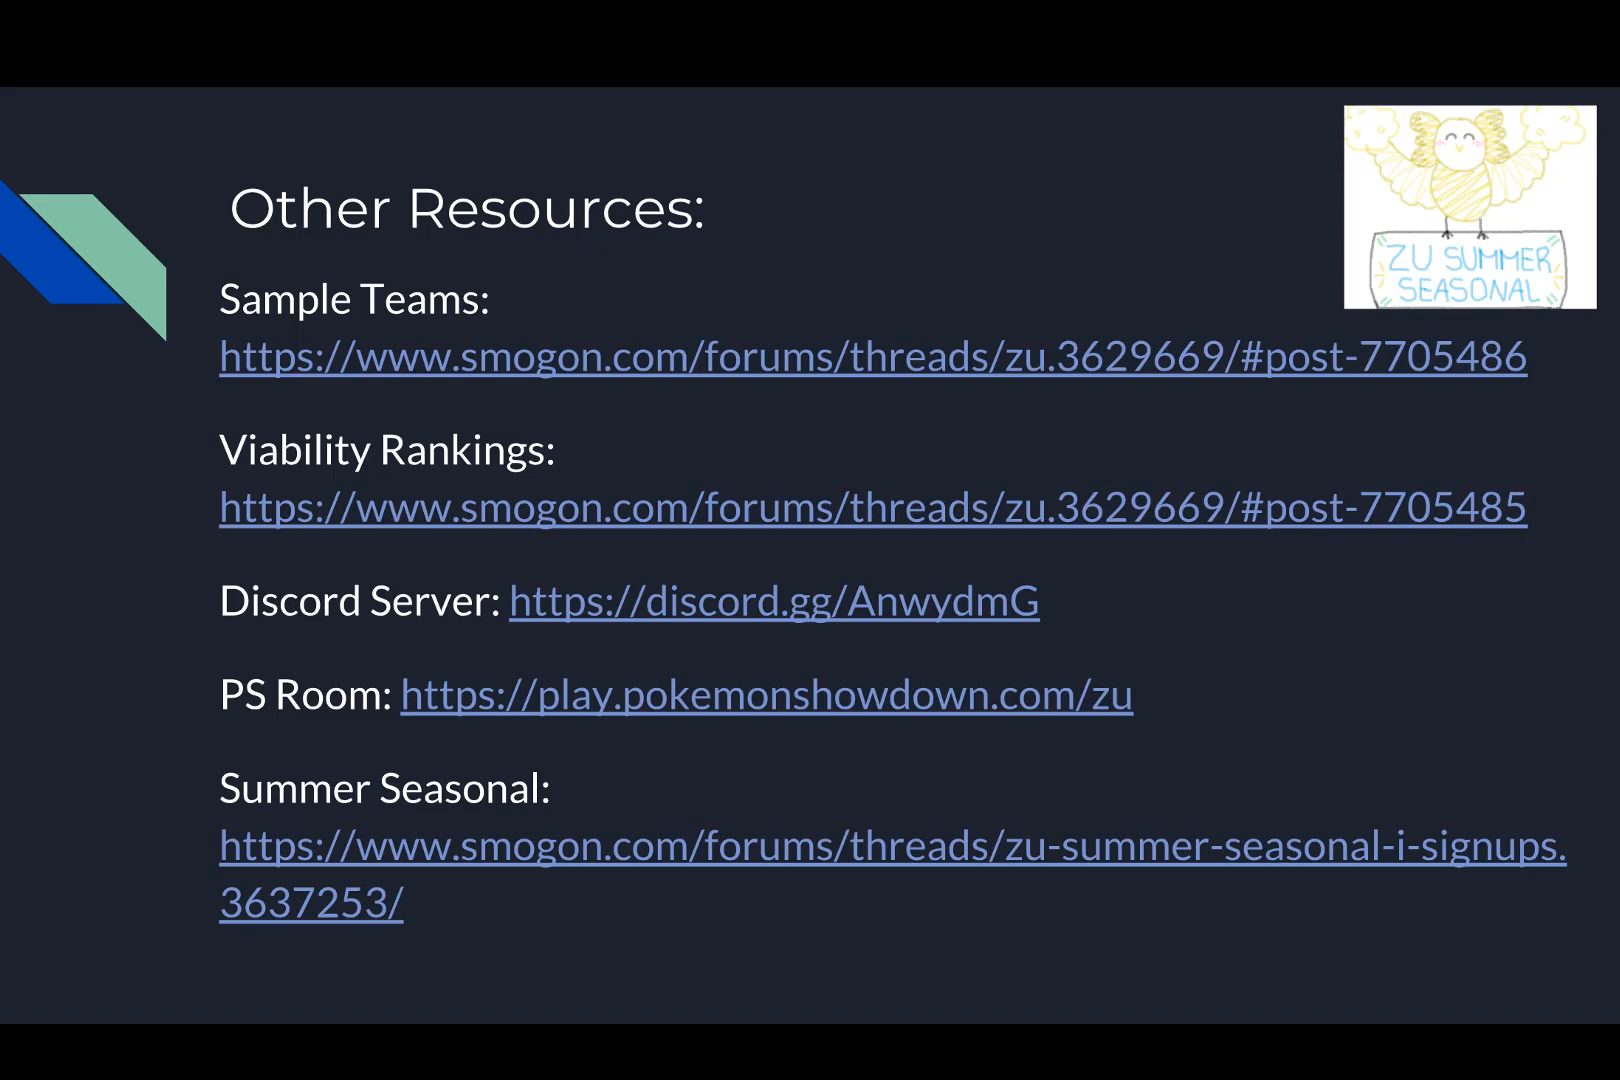 Other Resources:
ZU SUMMER
SEASONAL
Sample Teams:
https://www.smogon.com/forums/threads/zu.3629669/#post-7705486
Viability Rankings:
https://www.smogon.com/forums/threads/zu.3629669/#post-7705485
Discord Server: https://discord.gg/AnwydmG
PS Room: https://play.pokemonshowdown.com/zu
Summer Seasonal:
https://www.smogon.com/forums/threads/zu-summer-seasonal-i-signups.
3637253/